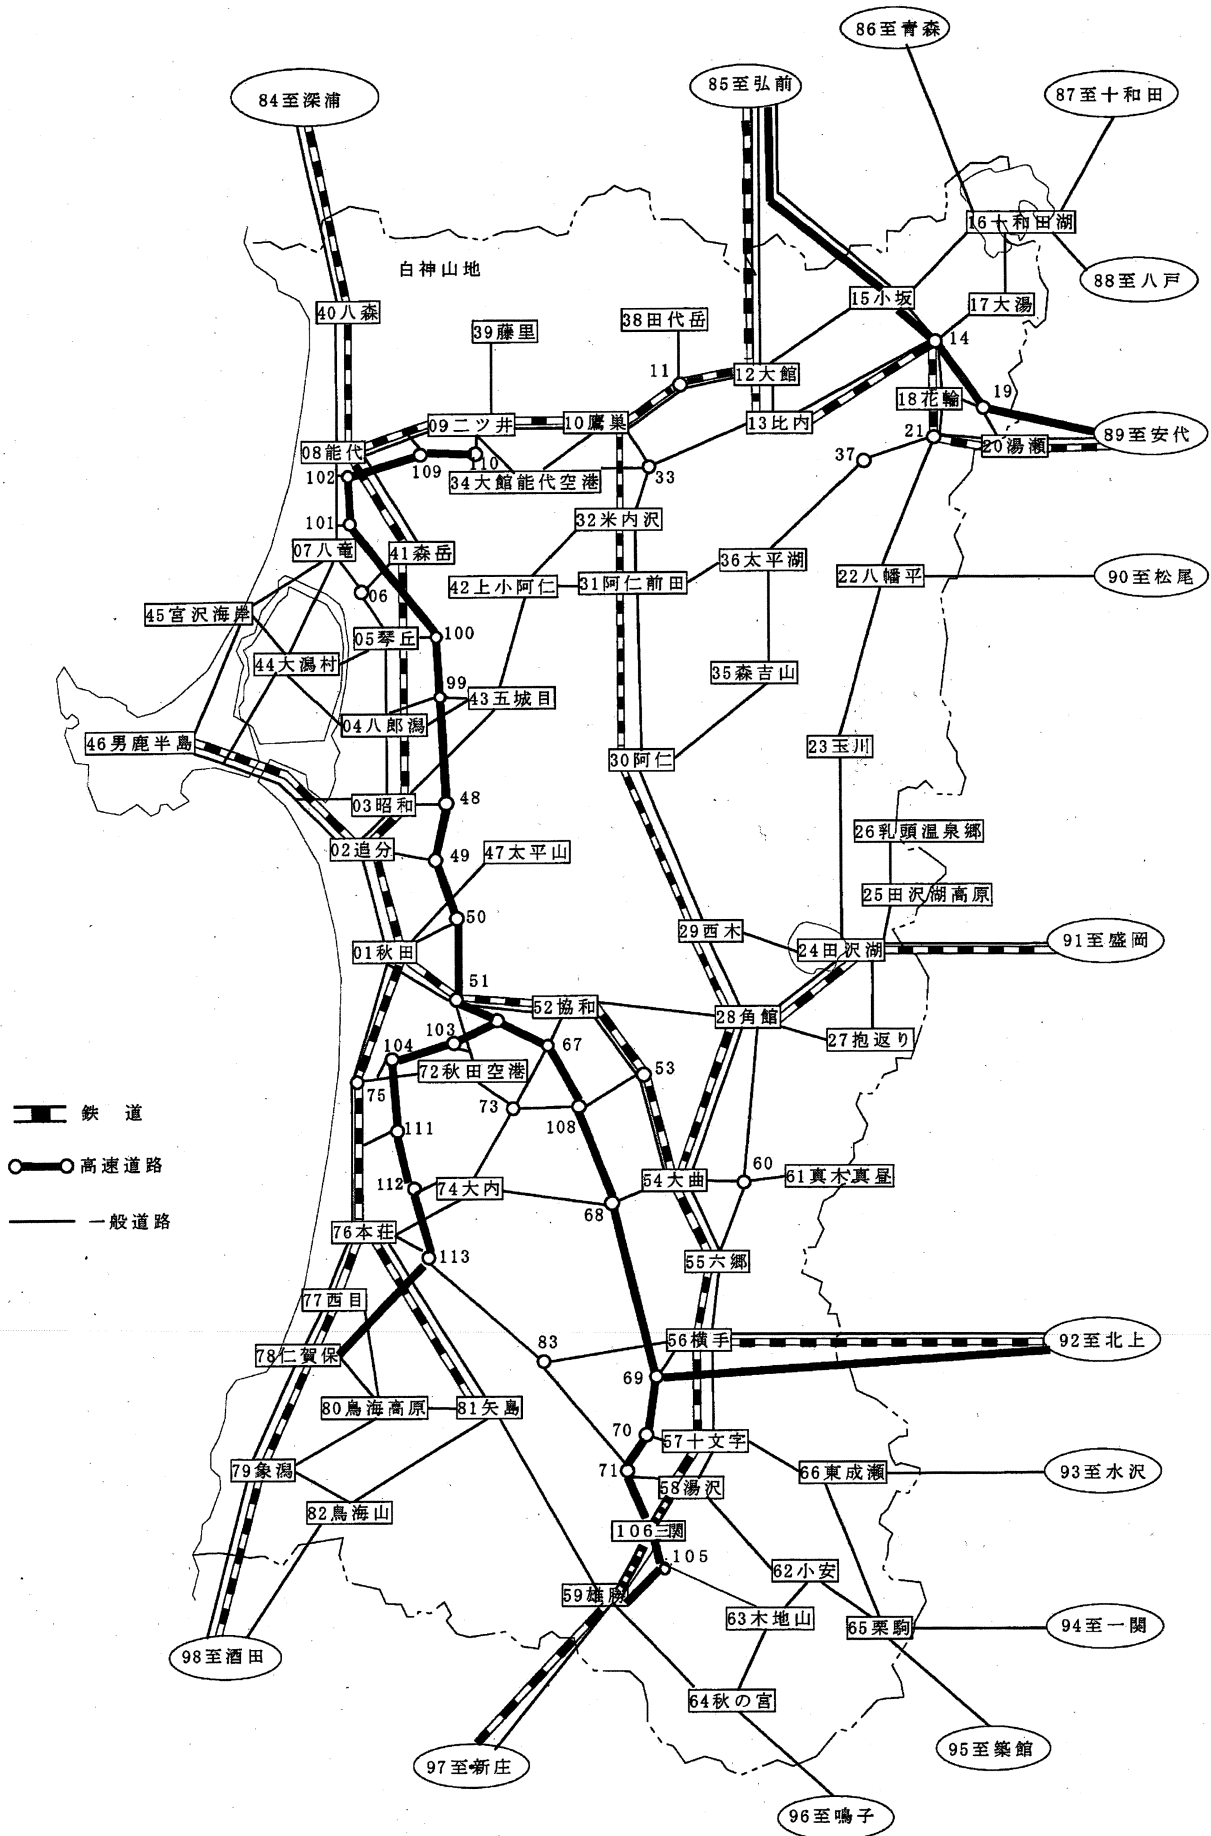 86至青森
85至弘前
87至十和田
84至深浦
16十和田湖
白神山地
88至八戸
15小坂
17大湯
40八森
38田代岳
39藤里
14
11
12大館
19
18花輪
09二ツ井
10鷹巣
13比内
21
89至安代
20湯瀬
08能代
109
110
37
102
34大館能代空港
33
32米内沢
101
07八竜
41森岳
36太平湖
22八幡平
90至松尾
42上小阿仁
31阿仁前田
06
45宮沢海岸
05琴丘
100
44大潟村
35森吉山
99
43五城目
04八郎潟
46男鹿半島
23玉川
30阿仁
03昭和
48
26乳頭温泉郷
02追分
49
47太平山
25田沢湖高原
50
29西木
01秋田
24田沢湖
91至盛岡
51
52協和
28角館
103
27抱返り
104
67
72秋田空港
53
75
73
108
鉄 道
111
高速道路
60
112
74大内
54大曲
61真木真昼
68
一般道路
76本荘
113
55六郷
77西目
83
56横手
92至北上
78仁賀保
69
80鳥海高原
81矢島
70
57十文字
79象潟
71
66東成瀬
93至水沢
58湯沢
82鳥海山
106三関
105
62小安
59雄勝
63木地山
65栗駒
94至一関
98至酒田
64秋の宮
95至築館
97至新庄
96至鳴子